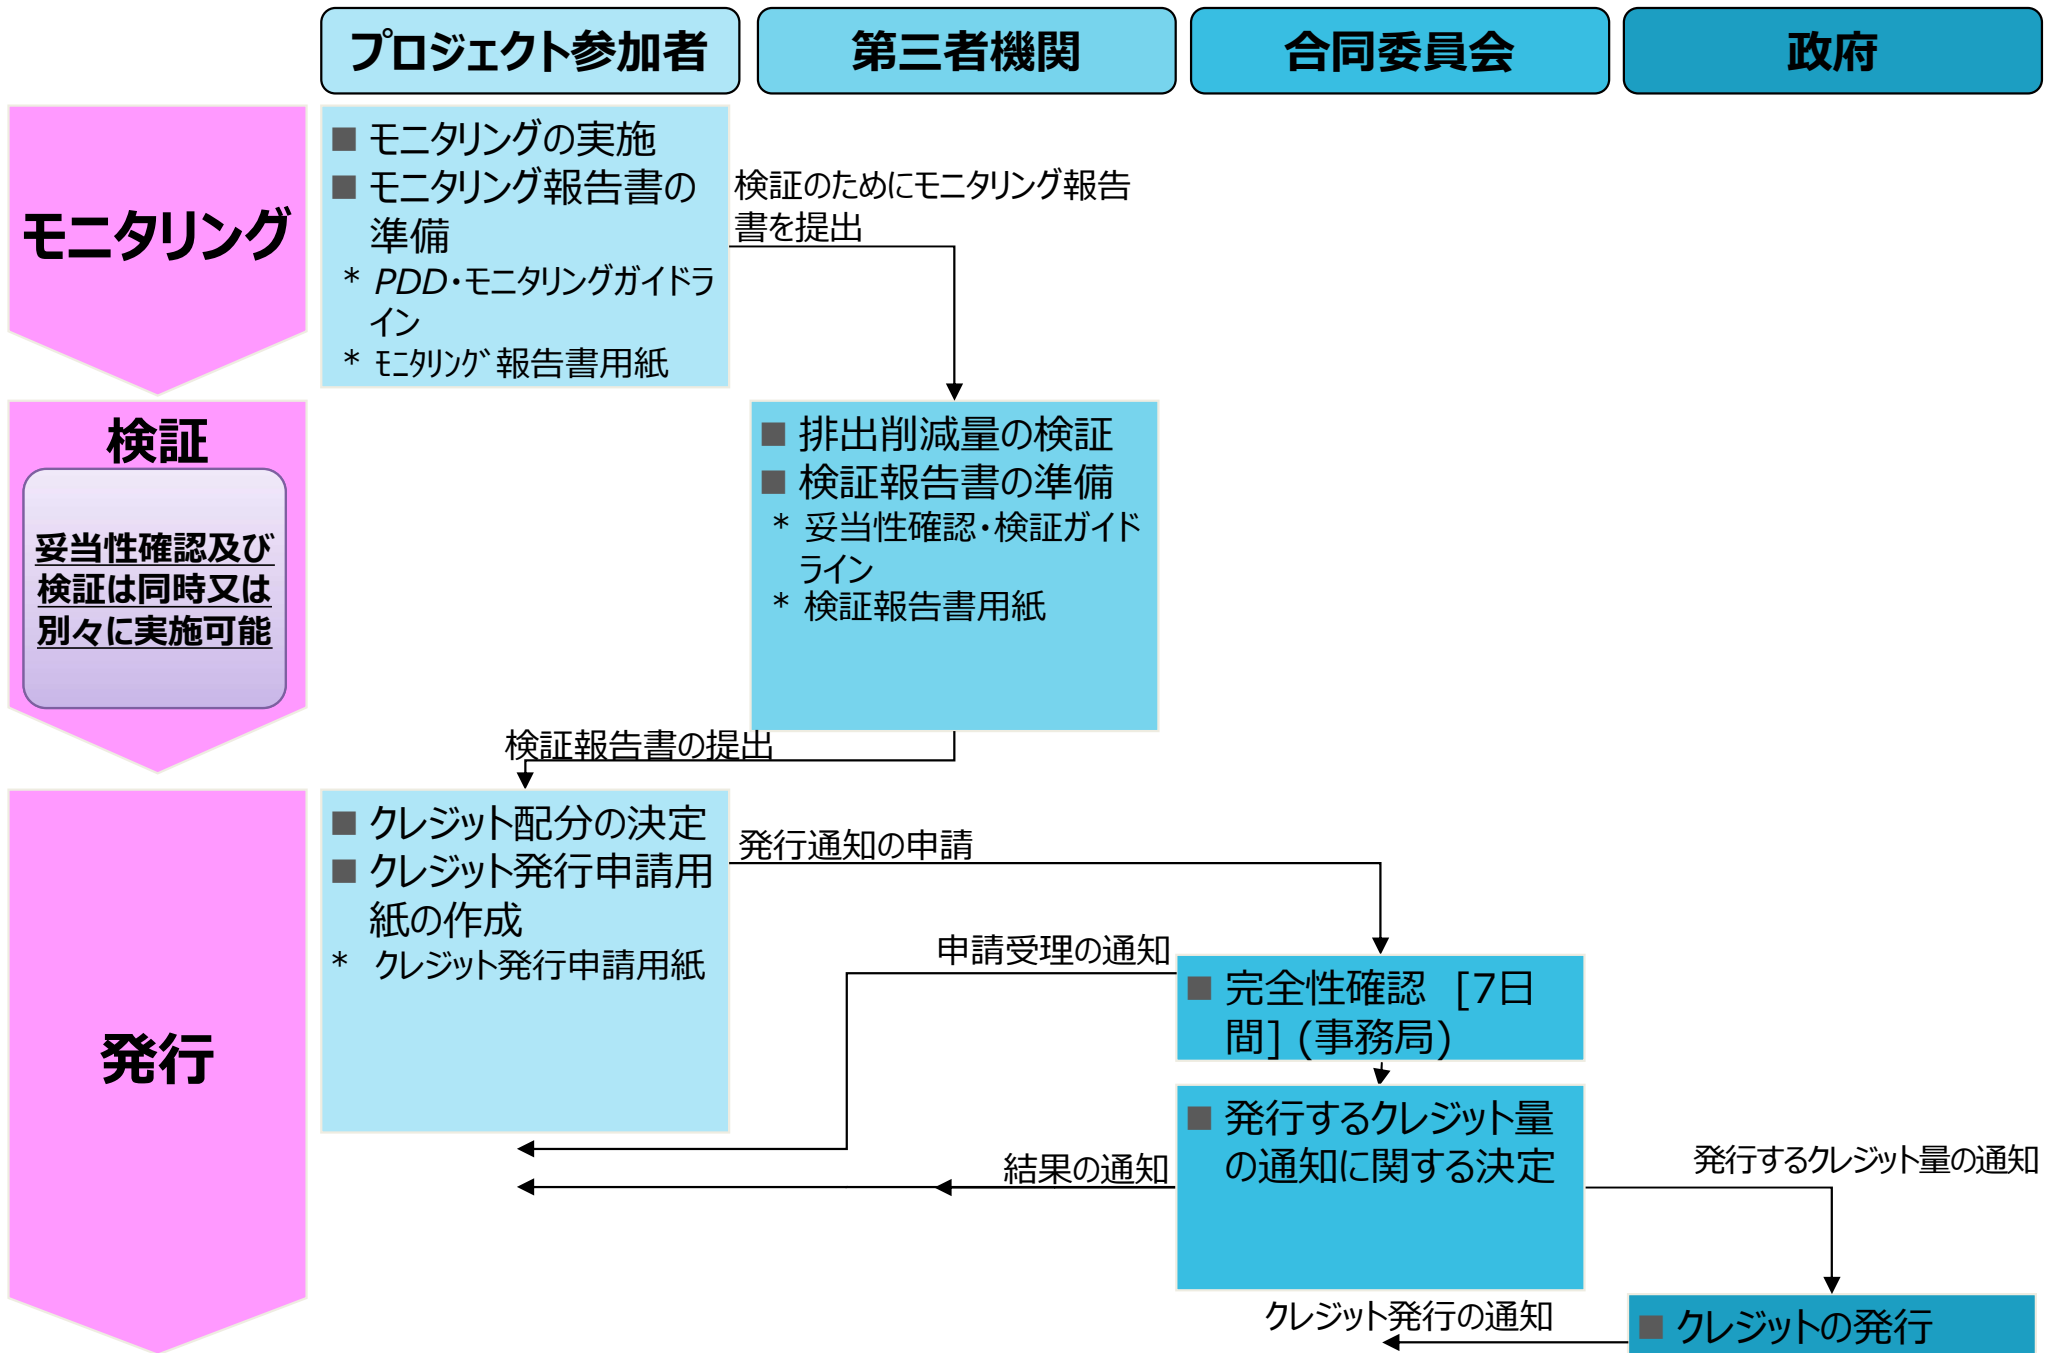 プロジェクト参加者
第三者機関
合同委員会
政府
モニタリング
■ モニタリングの実施
■ モニタリング報告書の
準備
* PDD・モニタリングガイドラ
イン
* ﾓﾆﾀﾘﾝｸﾞ報告書用紙
検証のためにモニタリング報告
書を提出
検証
妥当性確認及び
検証は同時又は
別々に実施可能
■ 排出削減量の検証
■ 検証報告書の準備
* 妥当性確認・検証ガイド
ライン
* 検証報告書用紙
検証報告書の提出
発行
■ クレジット配分の決定
■ クレジット発行申請用
紙の作成
* クレジット発行申請用紙
発行通知の申請
申請受理の通知
■ 完全性確認 [7日
間] (事務局)
■ 発行するクレジット量
の通知に関する決定
結果の通知
発行するクレジット量の通知
クレジット発行の通知
■ クレジットの発行